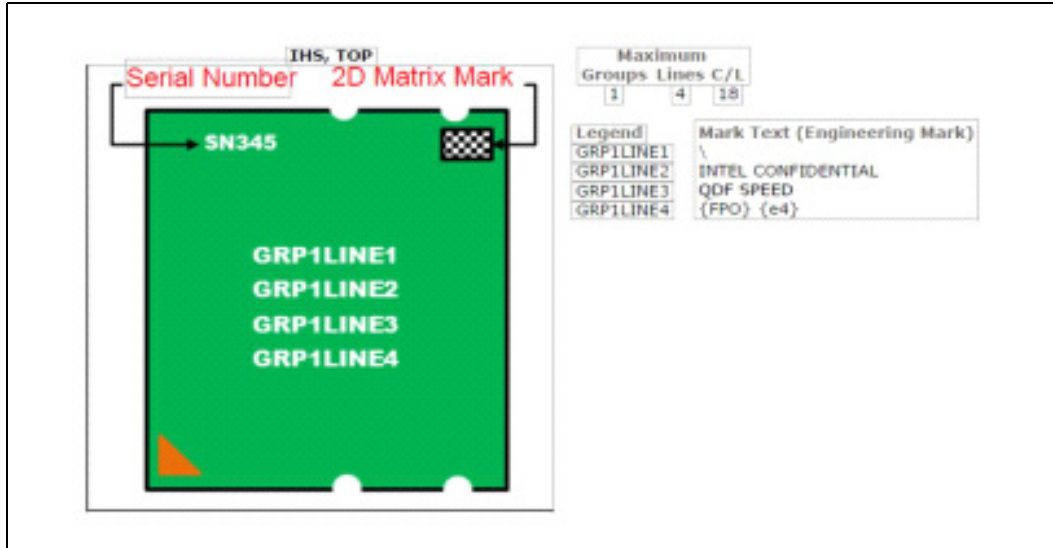 IHS, TOP
Serial Number 2D Matrix Mark
SN345
GRP1LINE1
GRP1LINE2
GRP1LINE3
GRP1LINE4
Maximum
Groups Lines C/L
1 4 18
Legend Mark Text (Engineering Mark)
GRP1LINE1 \
GRP1LINE2 INTEL CONFIDENTIAL
GRP1LINE3 QDF SPEED
GRP1LINE4 {FPO} {e4}